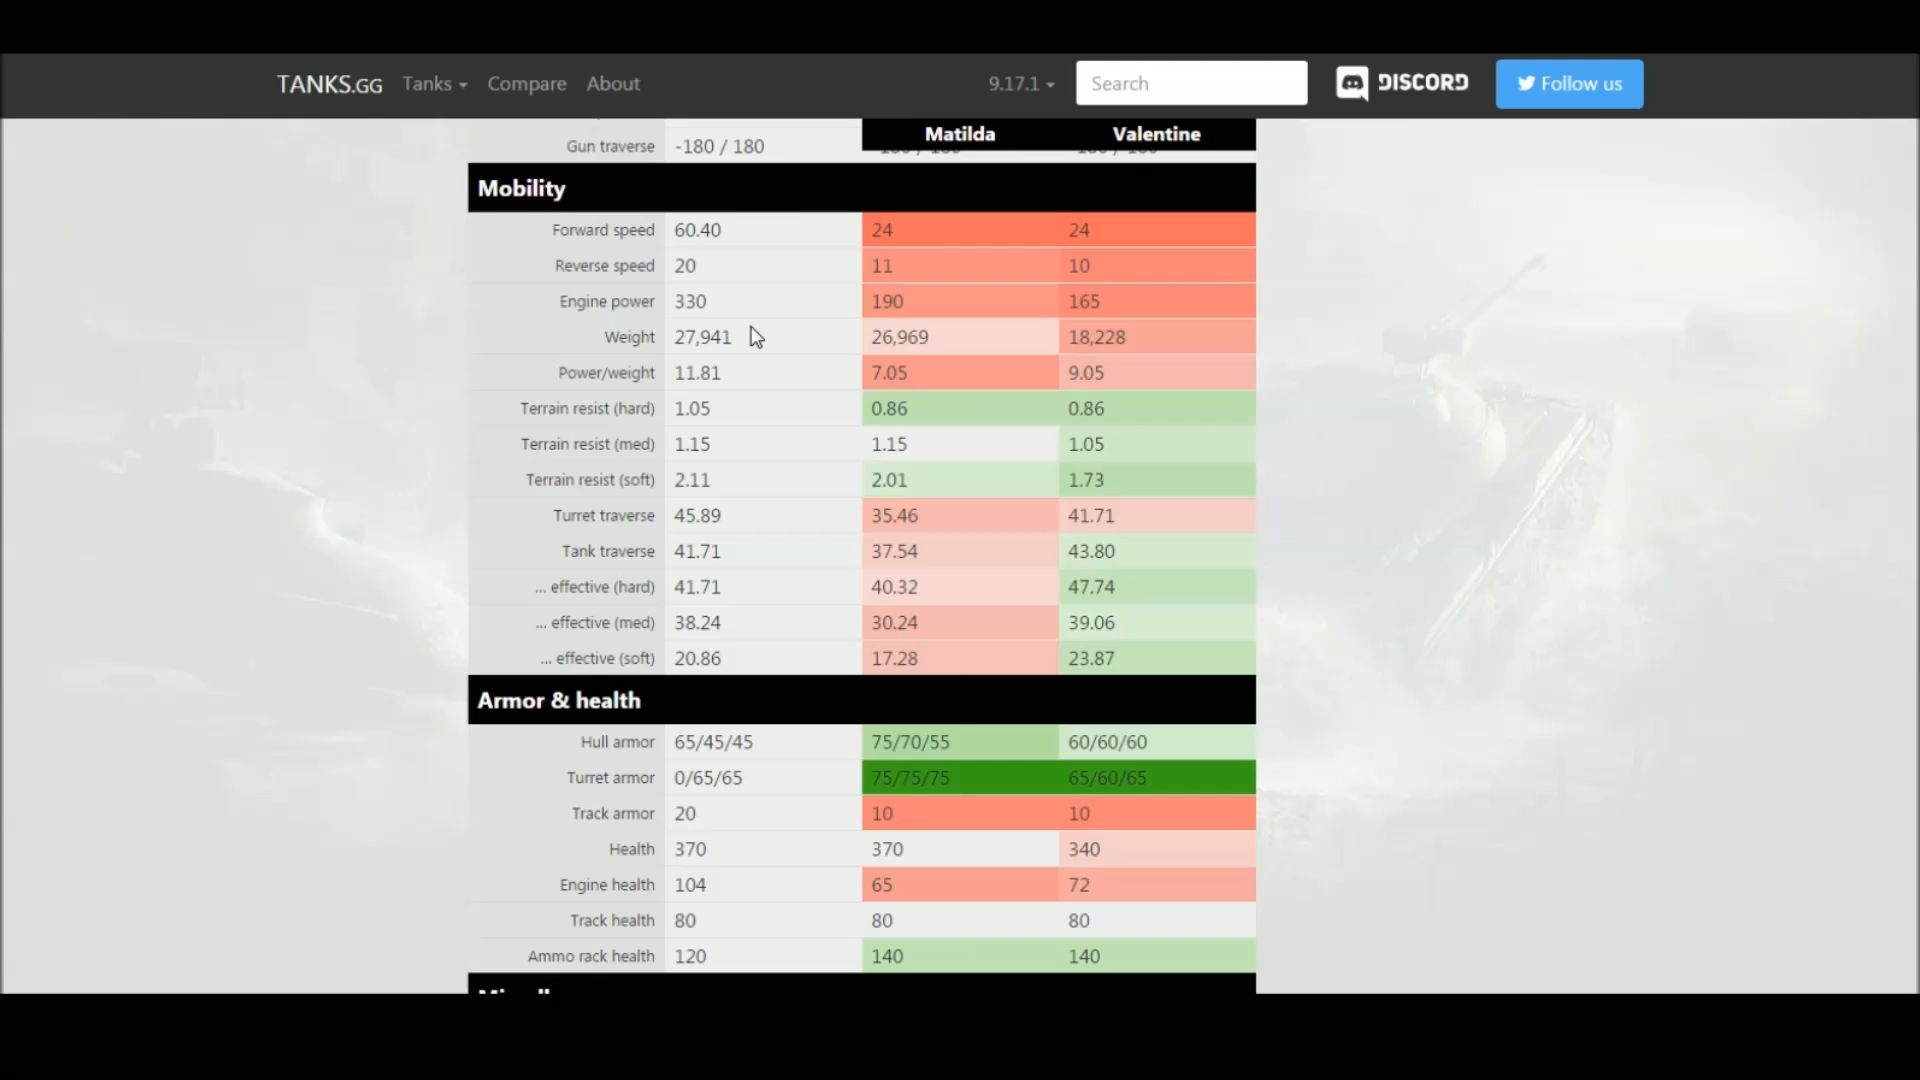 TANKS.GG Tanks Compare About 9.17.1 Search DISCORD Follow us
Matilda Valentine
Gun traverse -180 / 180
Mobility
Forward speed 60.40 24 24
Reverse speed 20 11 10
Engine power 330 190 165
Weight 27,941 26,969 18,228
Power/weight 11.81 7.05 9.05
Terrain resist (hard) 1.05 0.86 0.86
Terrain resist (med) 1.15 1.15 1.05
Terrain resist (soft) 2.11 2.01 1.73
Turret traverse 45.89 35.46 41.71
Tank traverse 41.71 37.54 43.80
... effective (hard) 41.71 40.32 47.74
... effective (med) 38.24 30.24 39.06
... effective (soft) 20.86 17.28 23.87
Armor & health
Hull armor 65/45/45 75/70/55 60/60/60
Turret armor 0/65/65 75/75/75 65/60/65
Track armor 20 10 10
Health 370 370 340
Engine health 104 65 72
Track health 80 80 80
Ammo rack health 120 140 140